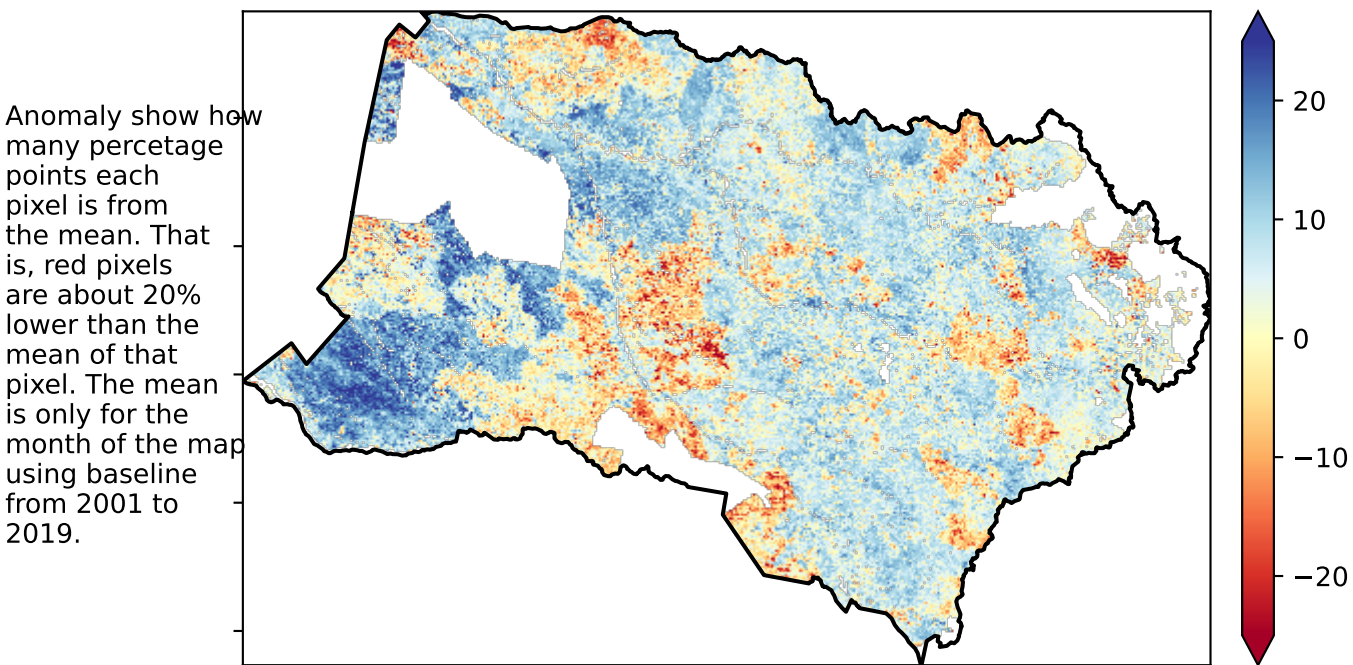 Anomaly show how
many percetage
points each
pixel is from
the mean. That
is, red pixels
are about 20%
lower than the
mean of that
pixel. The mean
is only for the
month of the map
using baseline
from 2001 to
2019.
20
10
0
−10
−20